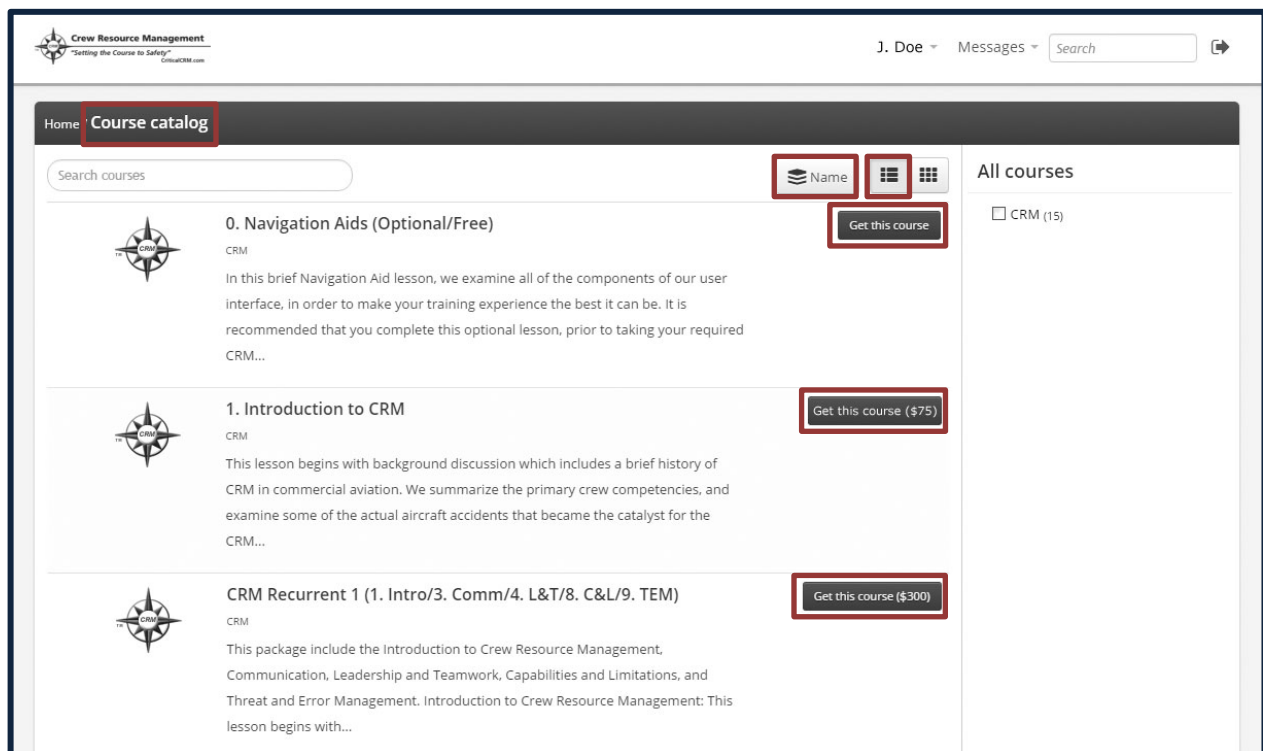 Crew Resource Management
"Setting the Course to Safety"
CriticalCRM.com
J. Doe
Messages
Search
Home / Course catalog
Search courses
Name
All courses
CRM (15)
0. Navigation Aids (Optional/Free)
Get this course
CRM
TM CRM
In this brief Navigation Aid lesson, we examine all of the components of our user
interface, in order to make your training experience the best it can be. It is
recommended that you complete this optional lesson, prior to taking your required
CRM...
1. Introduction to CRM
Get this course ($75)
CRM
TM CRM
This lesson begins with background discussion which includes a brief history of
CRM in commercial aviation. We summarize the primary crew competencies, and
examine some of the actual aircraft accidents that became the catalyst for the
CRM...
CRM Recurrent 1 (1. Intro/3. Comm/4. L&T/8. C&L/9. TEM)
Get this course ($300)
CRM
TM CRM
This package include the Introduction to Crew Resource Management,
Communication, Leadership and Teamwork, Capabilities and Limitations, and
Threat and Error Management. Introduction to Crew Resource Management: This
lesson begins with...